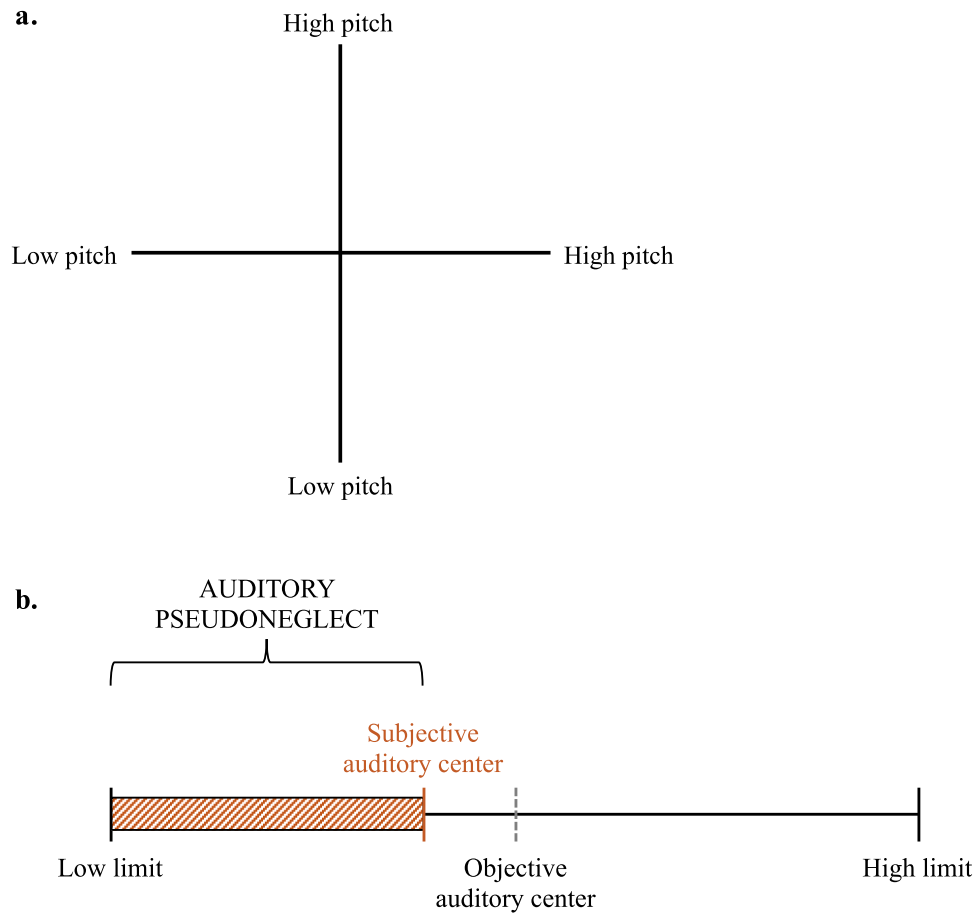 a.
High pitch
Low pitch
High pitch
Low pitch
b.
AUDITORY
PSEUDONEGLECT
Subjective
auditory center
Low limit
Objective
auditory center
High limit